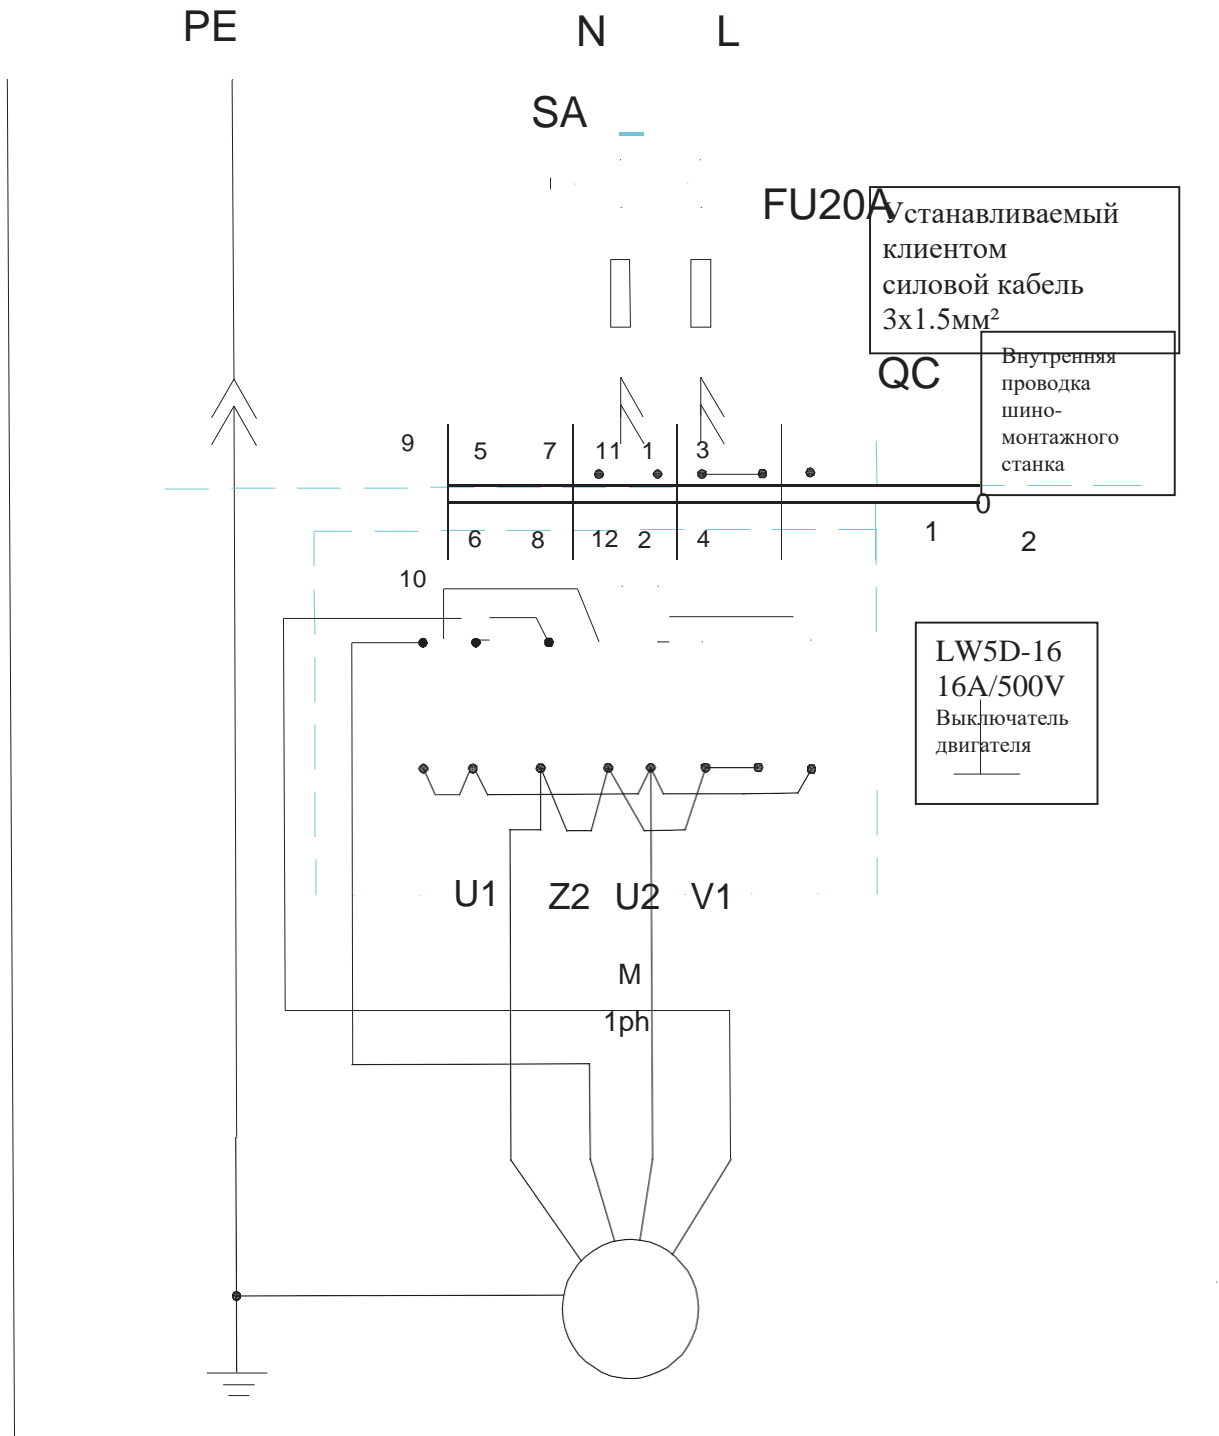 PE
N
L
SA
FU20A
Устанавливаемый
клиентом
силовой кабель
3x1.5мм²
QC
Внутренняя
проводка
шино-
монтажного
станка
9
5
7
11
1
3
0
6
8
12
2
4
1
2
10
LW5D-16
16A/500V
Выключатель
двигателя
U1
Z2
U2
V1
M
1ph